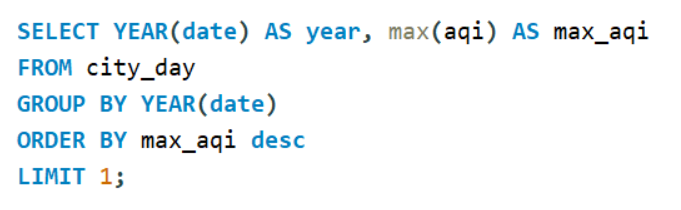 SELECT YEAR(date) AS year, max(aqi) AS max_aqi
FROM city_day
GROUP BY YEAR(date)
ORDER BY max_aqi desc
LIMIT 1;